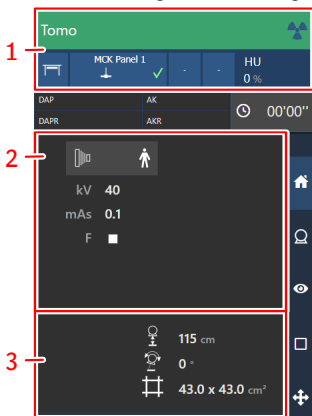 Tomo
1
MCK Panel 1
- -
HU
0 %
DAP AK
DAPR AKR
00'00''
2
kV 40
mAs 0.1
F
3
115 cm
0 °
43.0 x 43.0 cm²